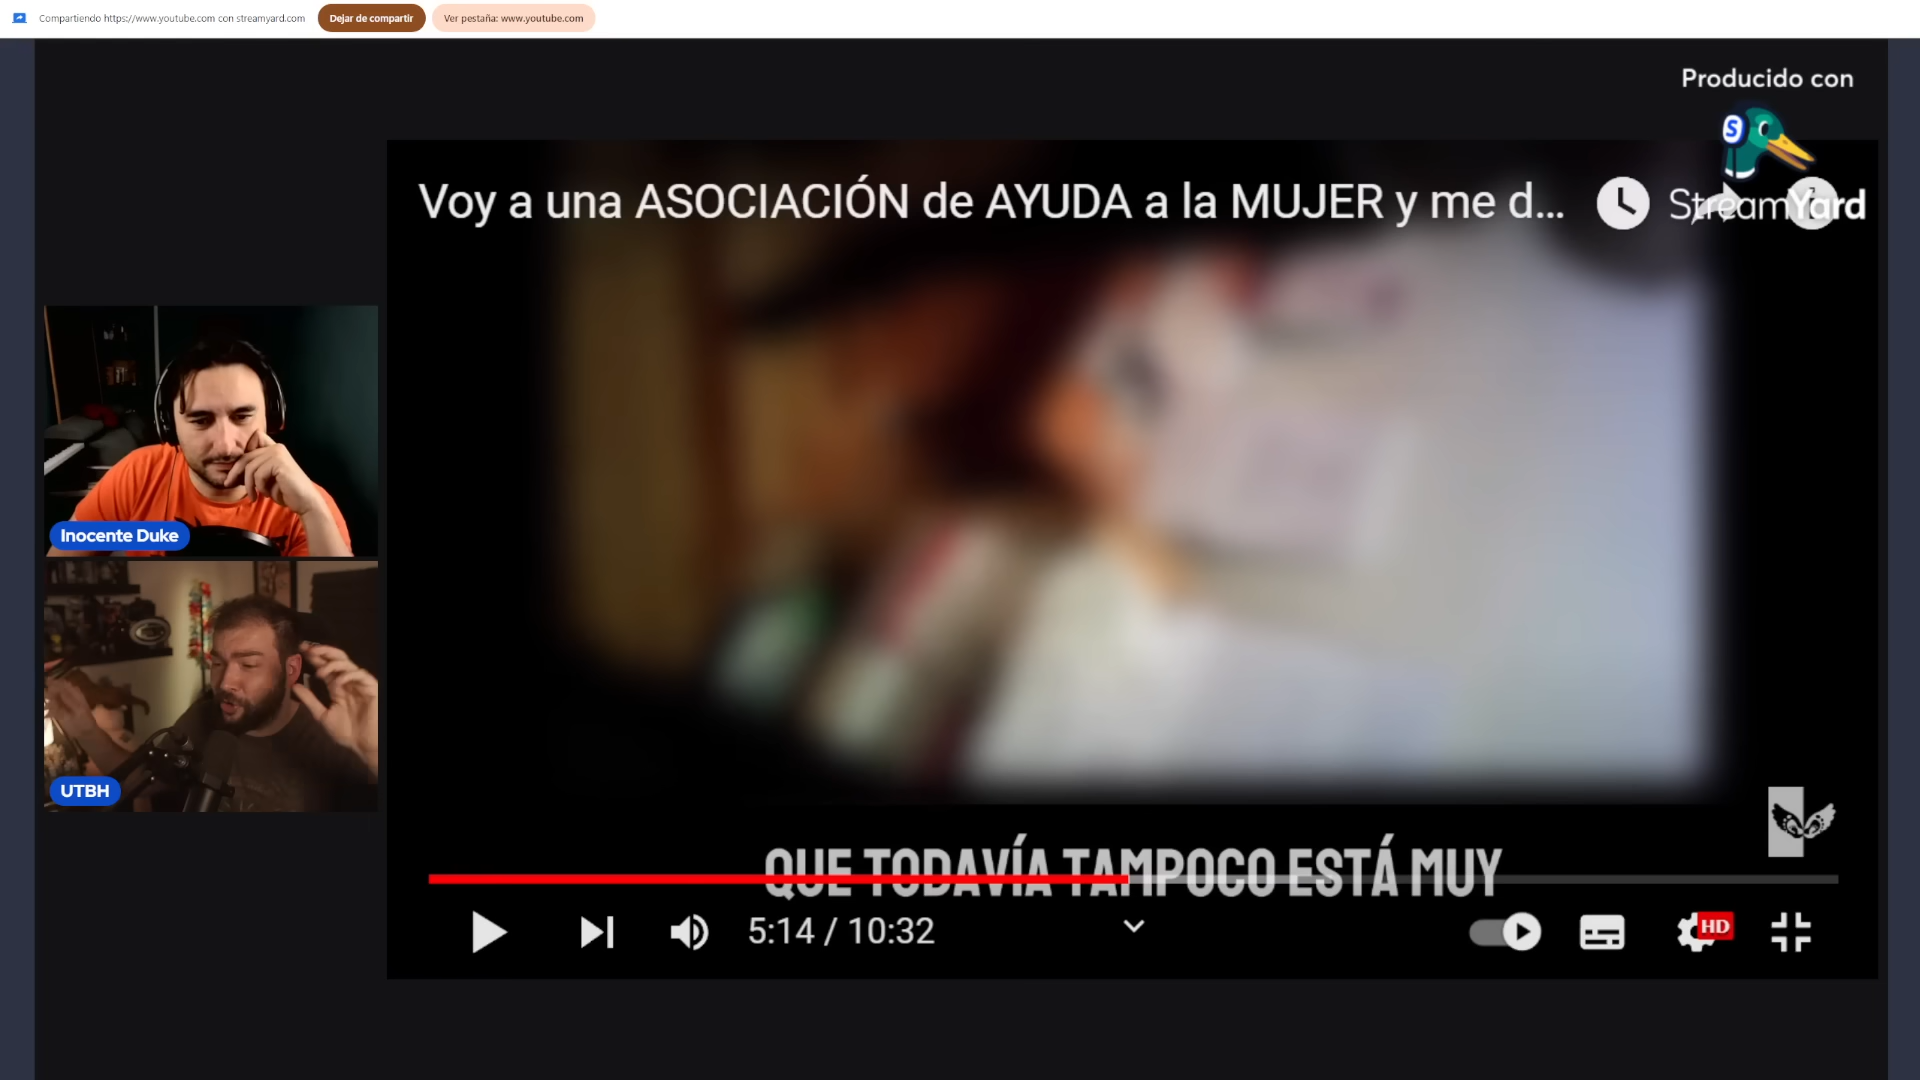 Compartiendo https://www.youtube.com con streamyard.com
Dejar de compartir
Ver pestaña: www.youtube.com
Producido con
S
StreamYard
Voy a una ASOCIACIÓN de AYUDA a la MUJER y me d...
Inocente Duke
UTBH
QUE TODAVÍA TAMPOCO ESTÁ MUY
5:14 / 10:32
HD